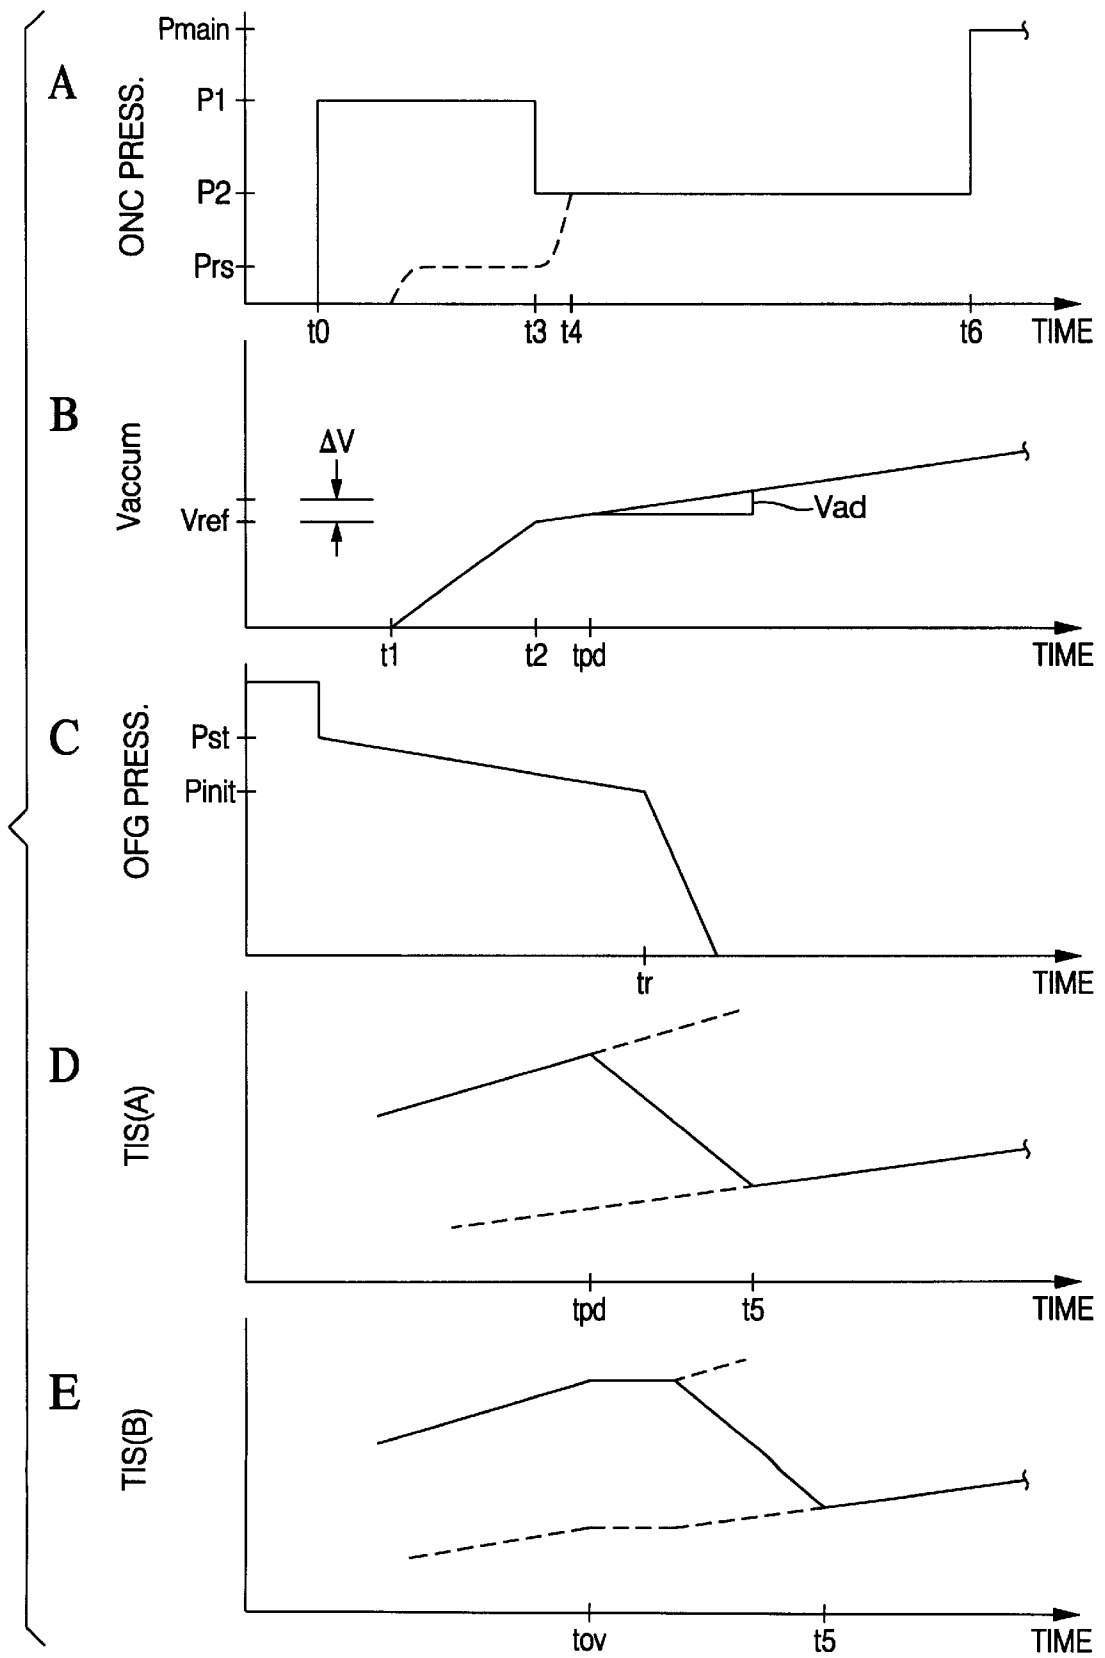 A
ONC PRESS.
Pmain
P1
P2
Prs
t0
t3
t4
t6
TIME
B
Vaccum
ΔV
Vref
Vad
t1
t2
tpd
TIME
C
OFG PRESS.
Pst
Pinit
tr
TIME
D
TIS(A)
tpd
t5
TIME
E
TIS(B)
tov
t5
TIME